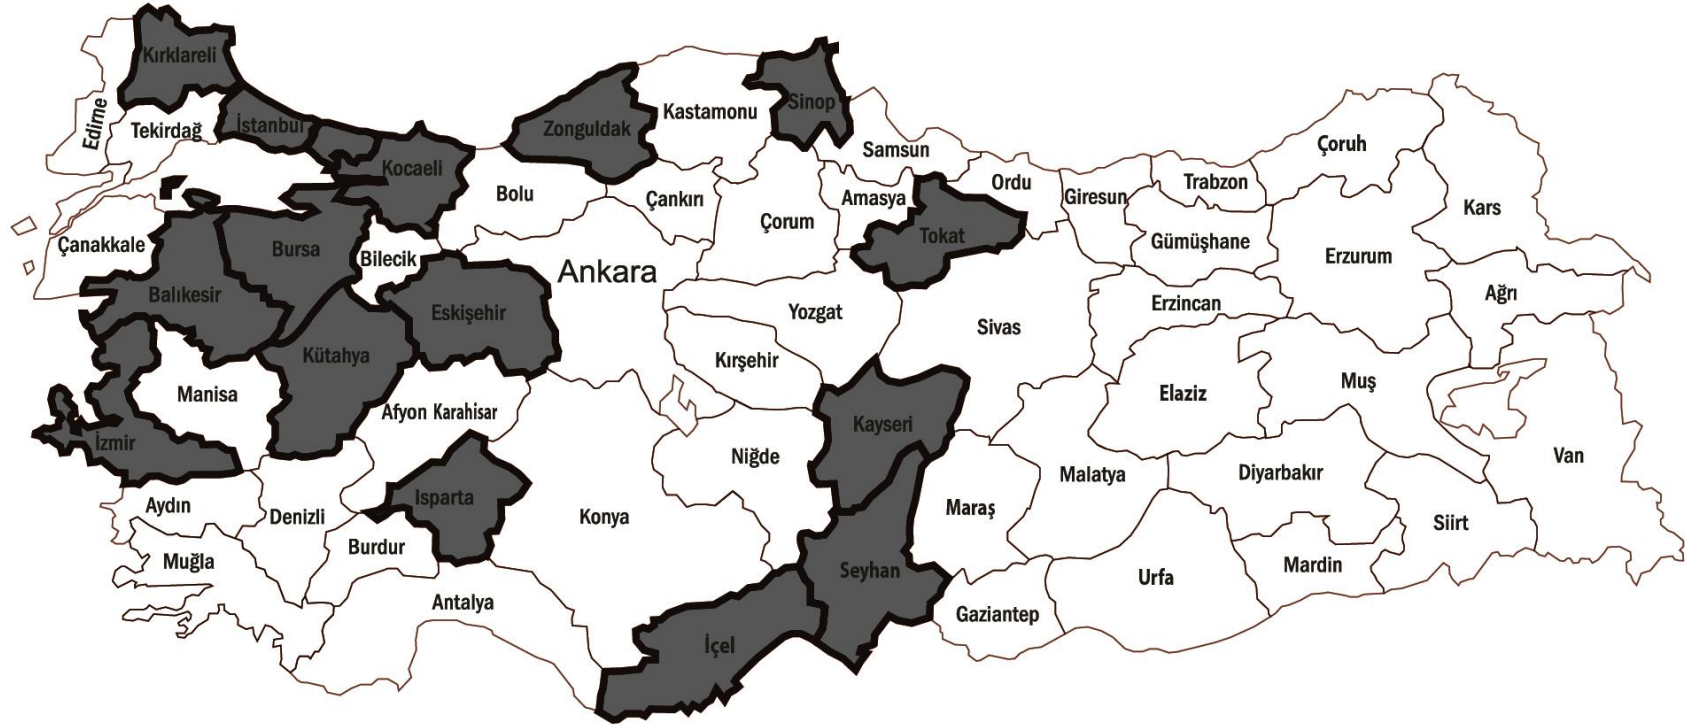 Kırklareli
Edirne
Tekirdağ
İstanbul
Kocaeli
Zonguldak
Kastamonu
Sinop
Samsun
Bolu
Çankırı
Çorum
Amasya
Tokat
Ordu
Giresun
Trabzon
Gümüşhane
Çoruh
Kars
Çanakkale
Bursa
Bilecik
Balıkesir
Eskişehir
Kütahya
Ankara
Yozgat
Kırşehir
Sivas
Erzincan
Erzurum
Ağrı
Manisa
İzmir
Afyon Karahisar
Kayseri
Elaziz
Muş
Van
Aydın
Denizli
Isparta
Konya
Niğde
Maraş
Malatya
Diyarbakır
Siirt
Muğla
Burdur
Antalya
Seyhan
İçel
Gaziantep
Urfa
Mardin